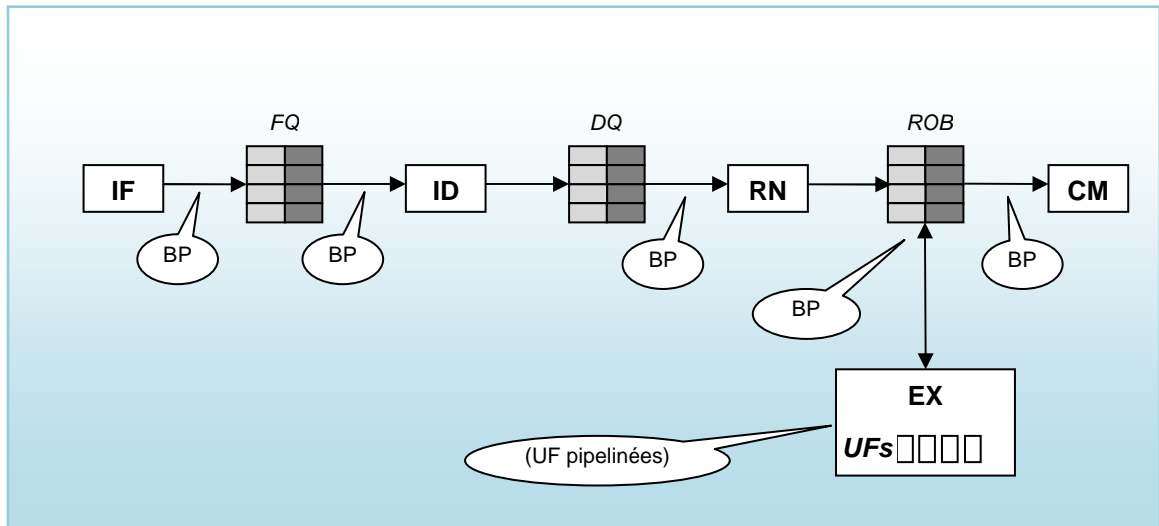 FQ
DQ
ROB
IF
ID
RN
CM
BP
BP
BP
BP
BP
EX
UFs
(UF pipelinées)